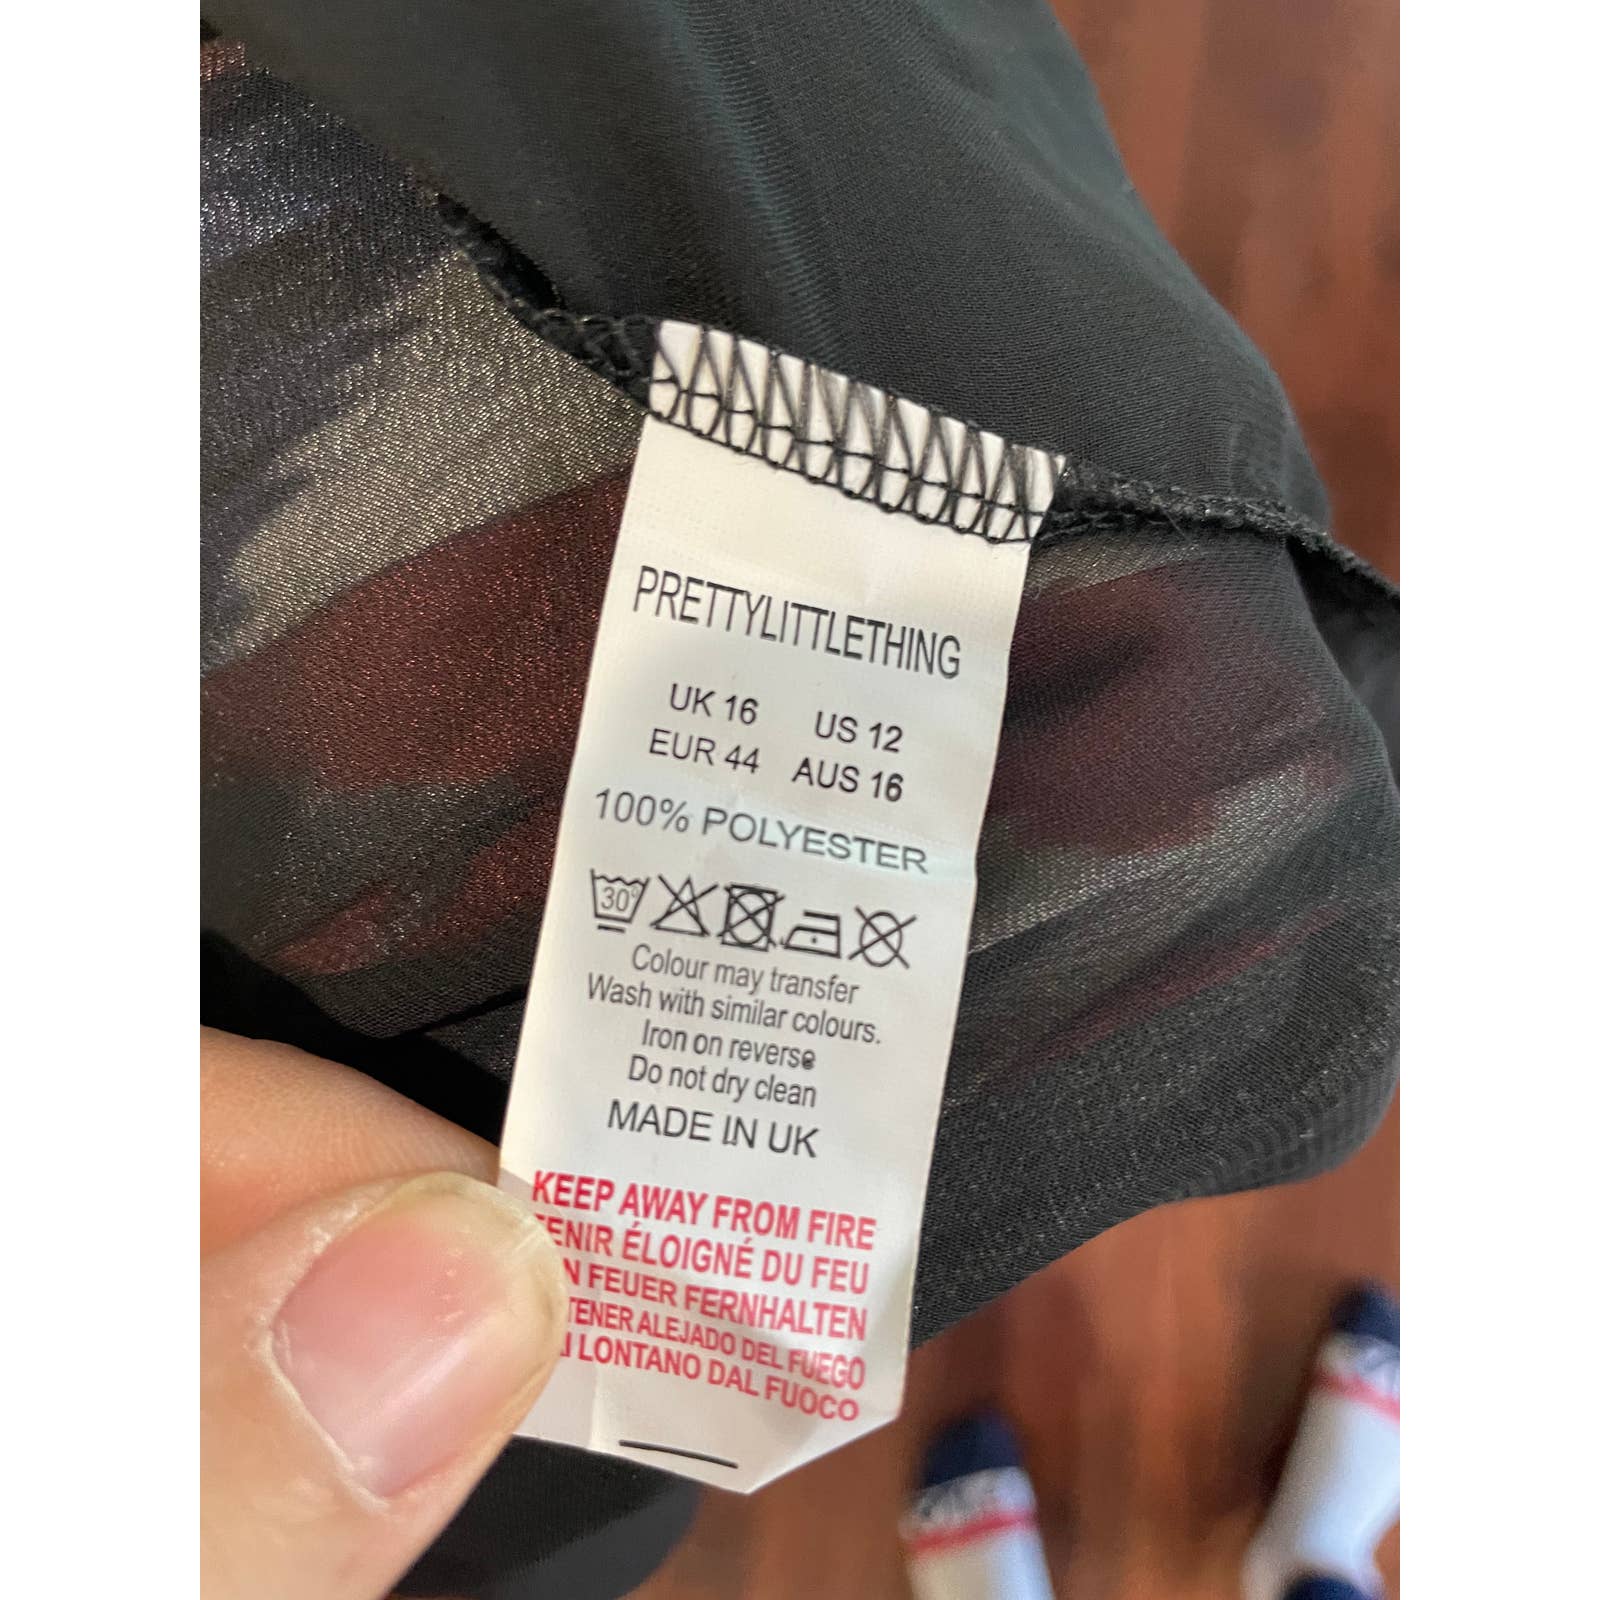 PRETTYLITTLETHING
UK 16 US 12
EUR 44 AUS 16
100% POLYESTER
30°
Colour may transfer
Wash with similar colours.
Iron on reverse
Do not dry clean
MADE IN UK
KEEP AWAY FROM FIRE
ÉLOIGNÉ DU FEU
FEUER FERNHALTEN
ALEJADO DEL FUEGO
LONTANO DAL FUOCO